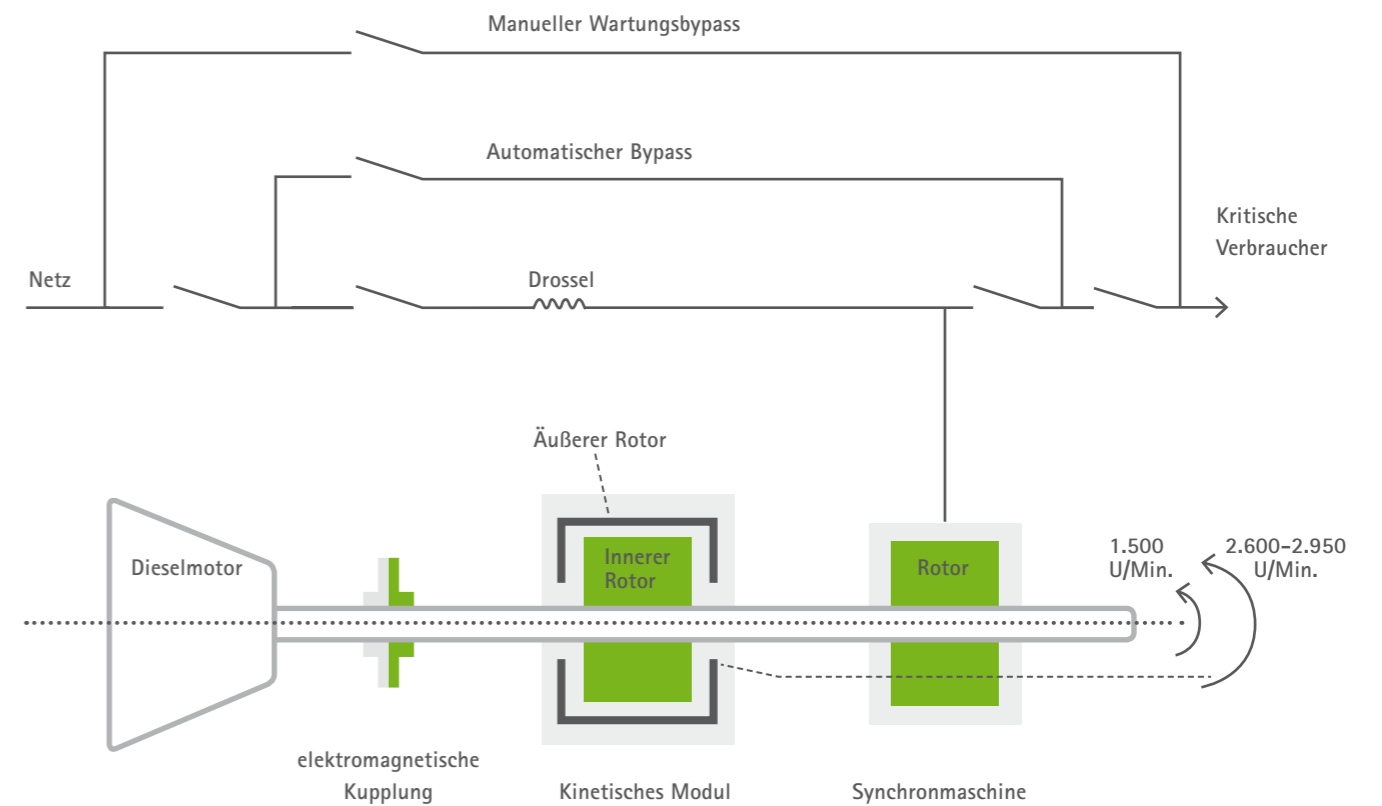 Manueller Wartungsbypass
Automatischer Bypass
Kritische
Verbraucher
Netz
Drossel
Äußerer Rotor
Dieselmotor
Innerer
Rotor
Rotor
1.500
U/Min.
2.600–2.950
U/Min.
elektromagnetische
Kupplung
Kinetisches Modul
Synchronmaschine